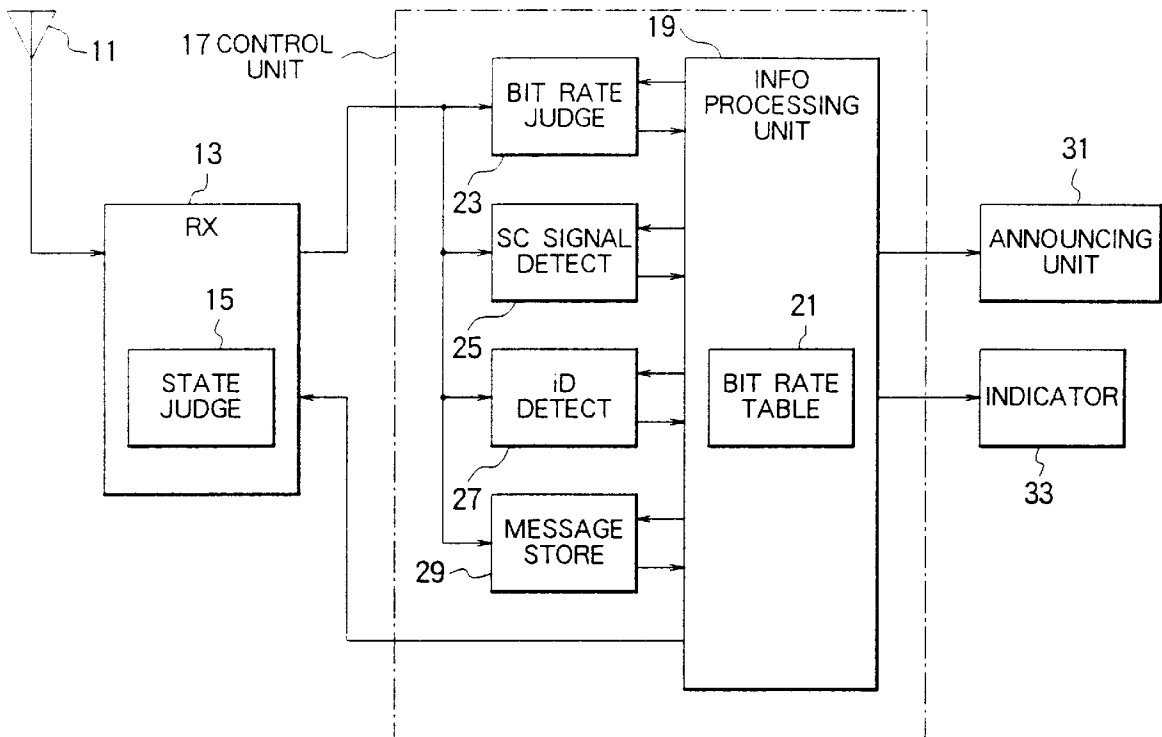 11
17 CONTROL
UNIT
19
INFO
PROCESSING
UNIT
BIT RATE
JUDGE
23
13
RX
31
SC SIGNAL
DETECT
25
ANNOUNCING
UNIT
15
STATE
JUDGE
21
BIT RATE
TABLE
iD
DETECT
27
INDICATOR
33
MESSAGE
STORE
29